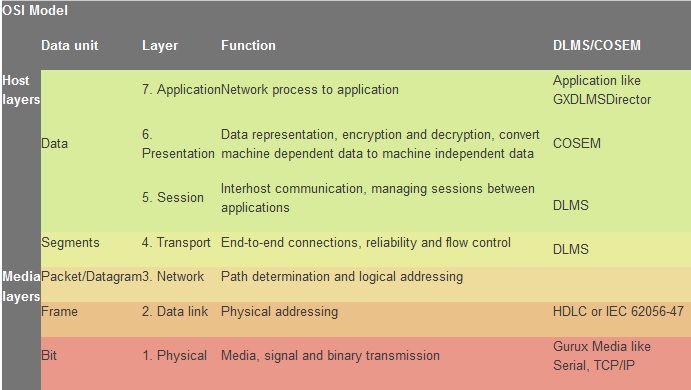 OSI Model
Data unit Layer Function DLMS/COSEM
Host layers
Data
7. Application Network process to application Application like GXDLMSDirector
6. Presentation Data representation, encryption and decryption, convert machine dependent data to machine independent data COSEM
5. Session Interhost communication, managing sessions between applications DLMS
Segments 4. Transport End-to-end connections, reliability and flow control DLMS
Media layers
Packet/Datagram 3. Network Path determination and logical addressing
Frame 2. Data link Physical addressing HDLC or IEC 62056-47
Bit 1. Physical Media, signal and binary transmission Gurux Media like Serial, TCP/IP